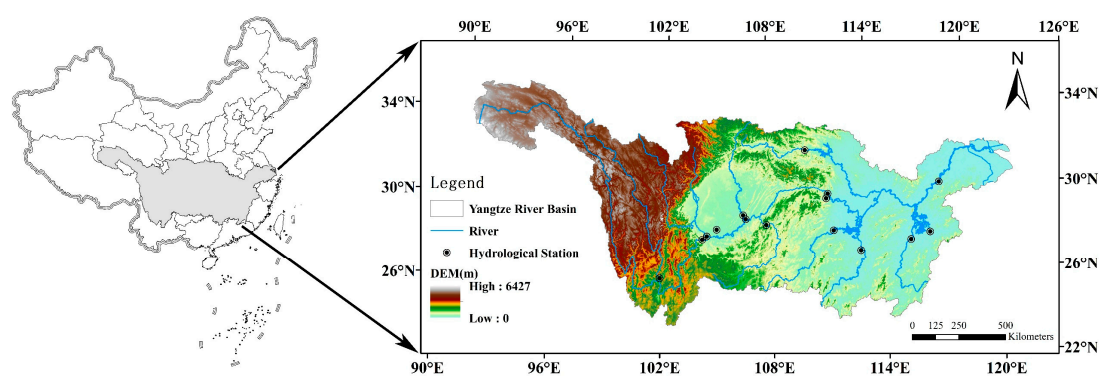 90°E 96°E 102°E 108°E 114°E 120°E 126°E
N
34°N
34°N
30°N
30°N
Legend
Yangtze River Basin
River
Hydrological Station
DEM(m)
High : 6427
Low : 0
26°N
26°N
0 125 250 500
Kilometers
22°N
90°E 96°E 102°E 108°E 114°E 120°E